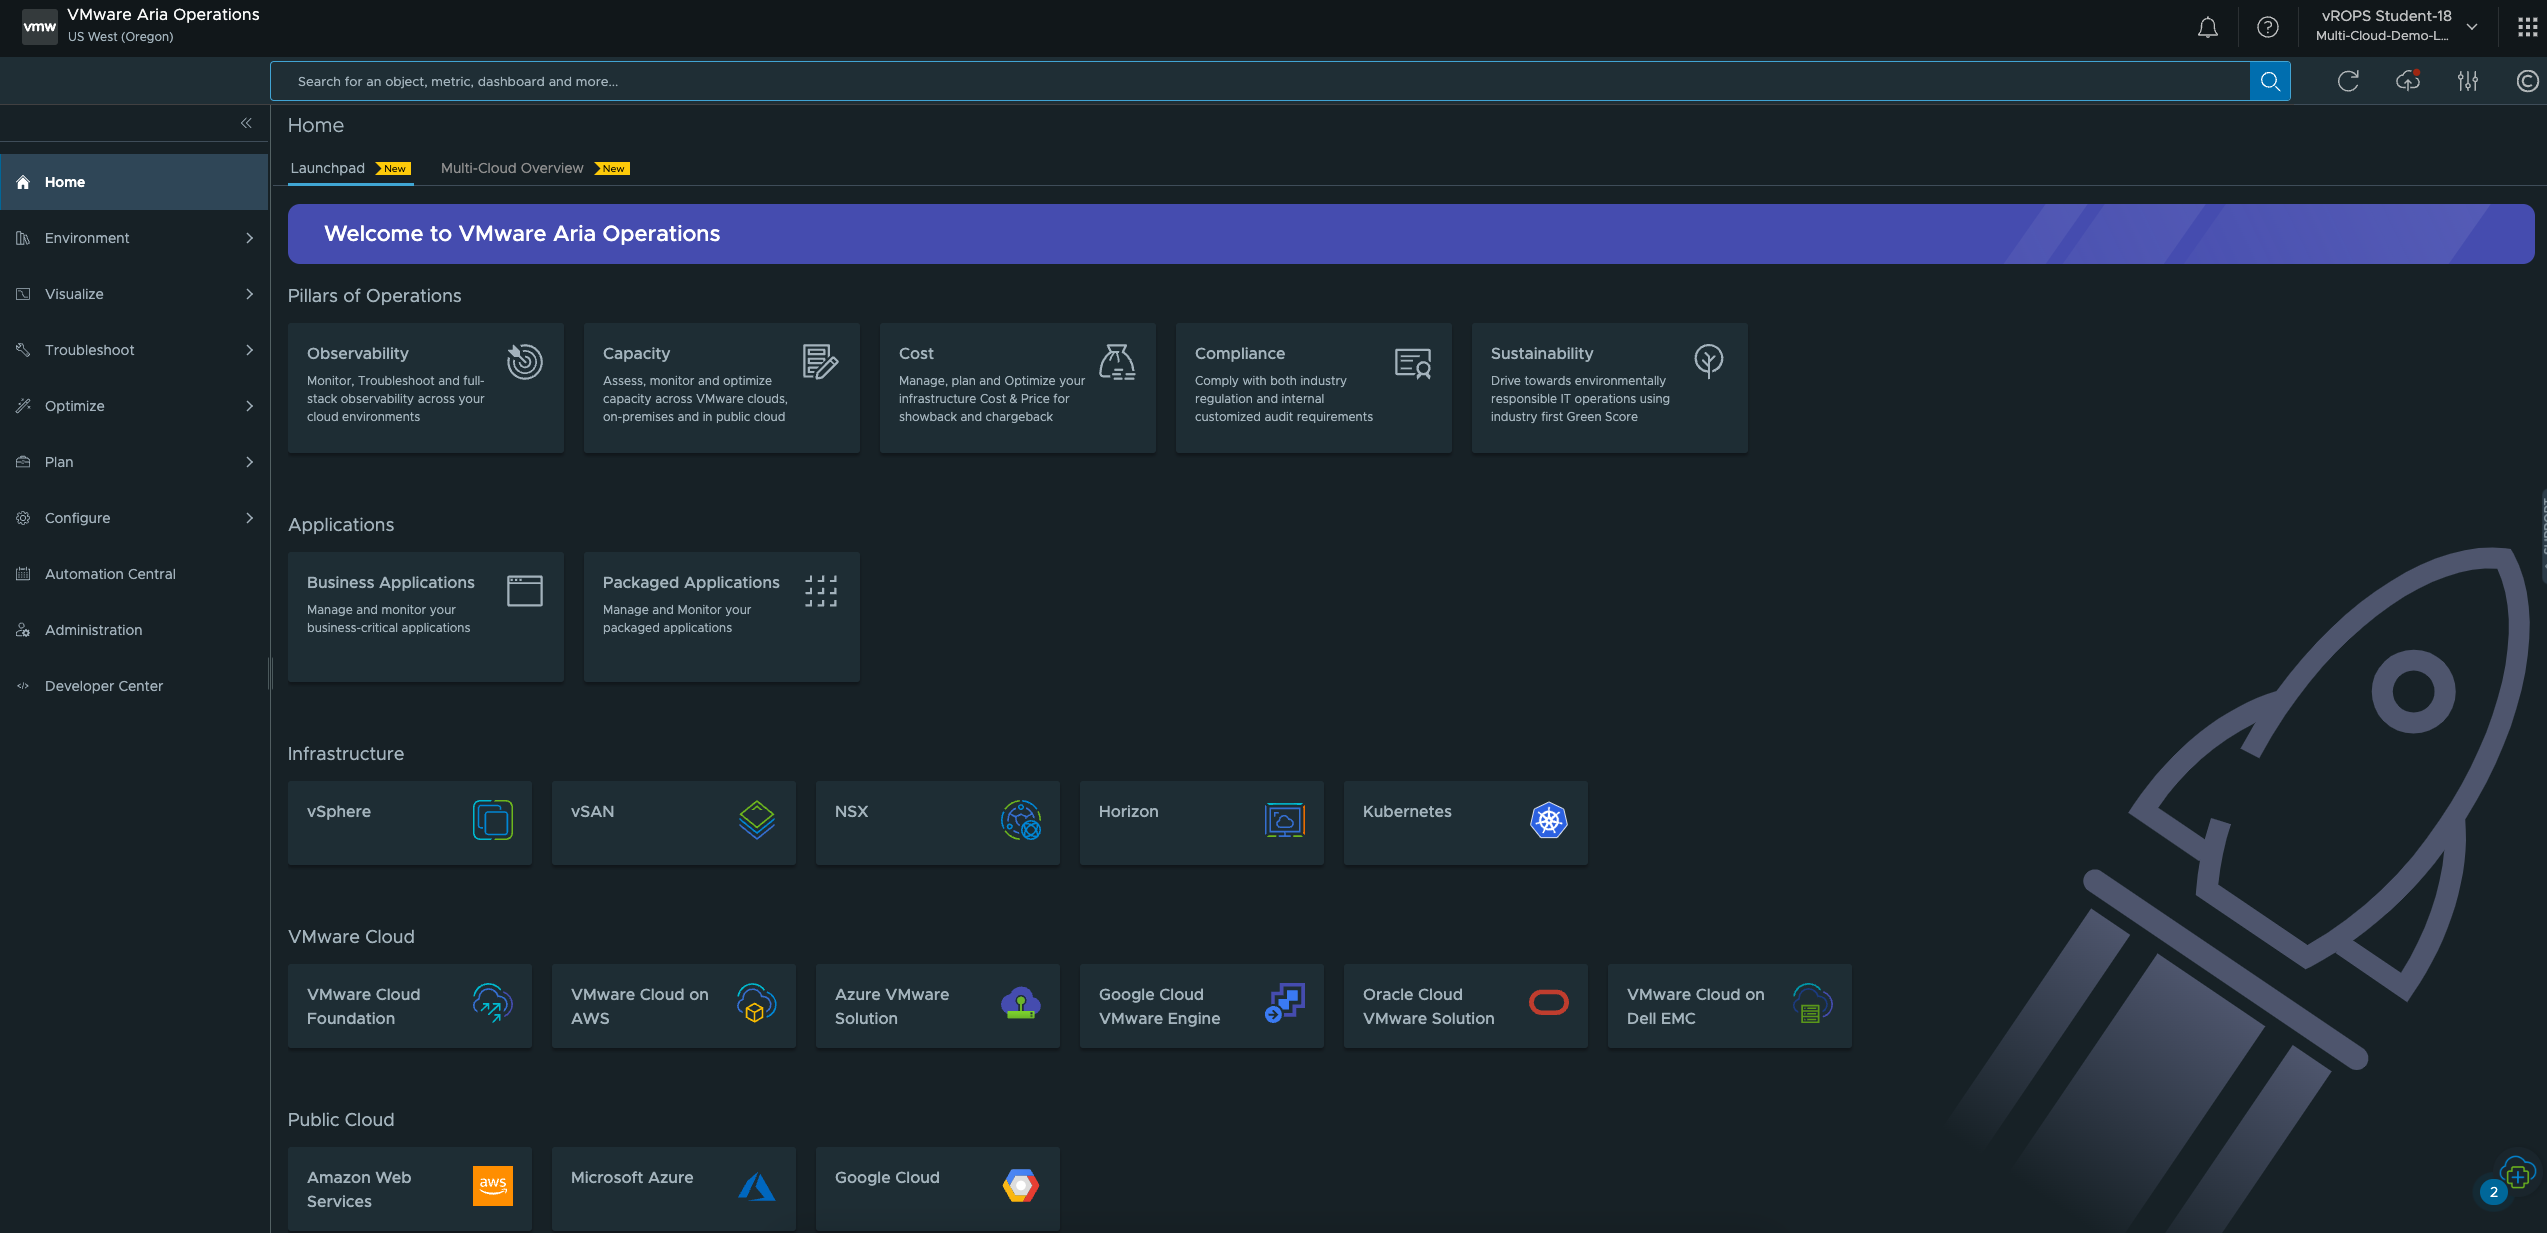 vmw
VMware Aria Operations
US West (Oregon)
vROPS Student-18
Multi-Cloud-Demo-L...
Search for an object, metric, dashboard and more...
Home
Environment
Visualize
Troubleshoot
Optimize
Plan
Configure
Automation Central
Administration
Developer Center
Home
Launchpad New
Multi-Cloud Overview New
Welcome to VMware Aria Operations
Pillars of Operations
Observability
Monitor, Troubleshoot and full-
stack observability across your
cloud environments
Capacity
Assess, monitor and optimize
capacity across VMware clouds,
on-premises and in public cloud
Cost
Manage, plan and Optimize your
infrastructure Cost & Price for
showback and chargeback
Compliance
Comply with both industry
regulation and internal
customized audit requirements
Sustainability
Drive towards environmentally
responsible IT operations using
industry first Green Score
Applications
Business Applications
Manage and monitor your
business-critical applications
Packaged Applications
Manage and Monitor your
packaged applications
Infrastructure
vSphere
vSAN
NSX
Horizon
Kubernetes
VMware Cloud
VMware Cloud
Foundation
VMware Cloud on
AWS
Azure VMware
Solution
Google Cloud
VMware Engine
Oracle Cloud
VMware Solution
VMware Cloud on
Dell EMC
Public Cloud
Amazon Web
Services
aws
Microsoft Azure
Google Cloud
2